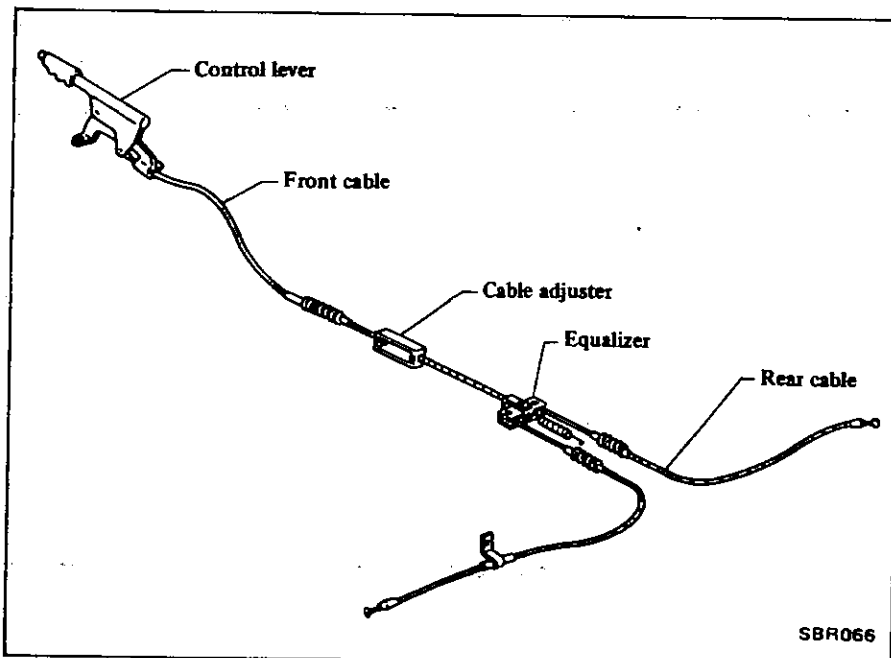 Control lever
Front cable
Cable adjuster
Equalizer
Rear cable
SBR066